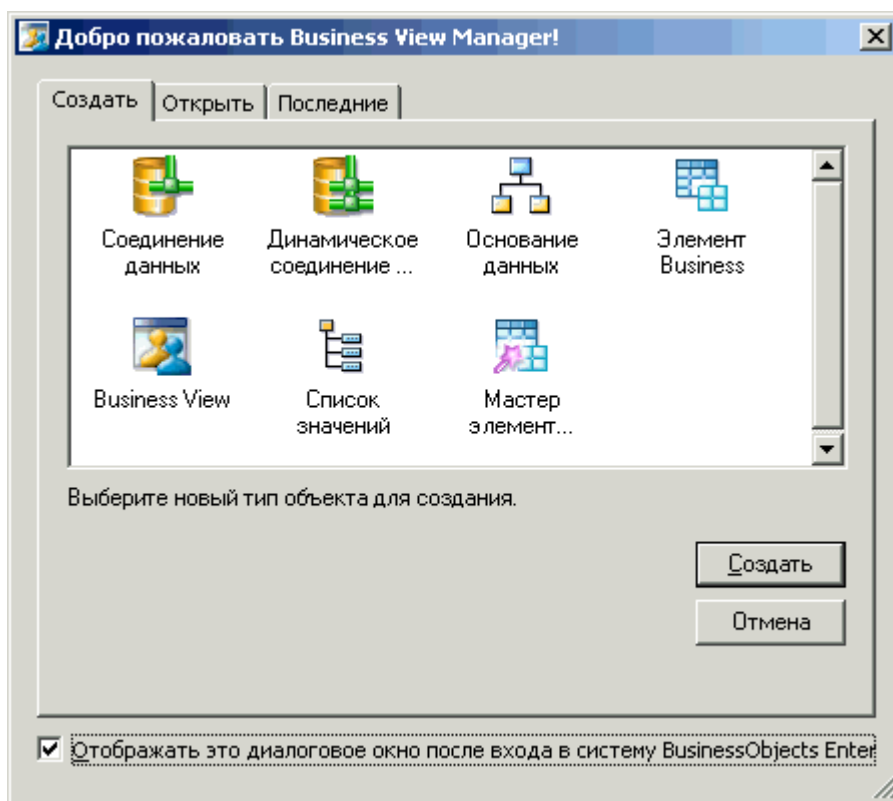 Добро пожаловать Business View Manager!
Создать Открыть Последние
Соединение Динамическое Основание Элемент
данных соединение ... данных Business
Business View Список Мастер
значений элемент...
Выберите новый тип объекта для создания.
Создать
Отмена
Отображать это диалоговое окно после входа в систему BusinessObjects Enter